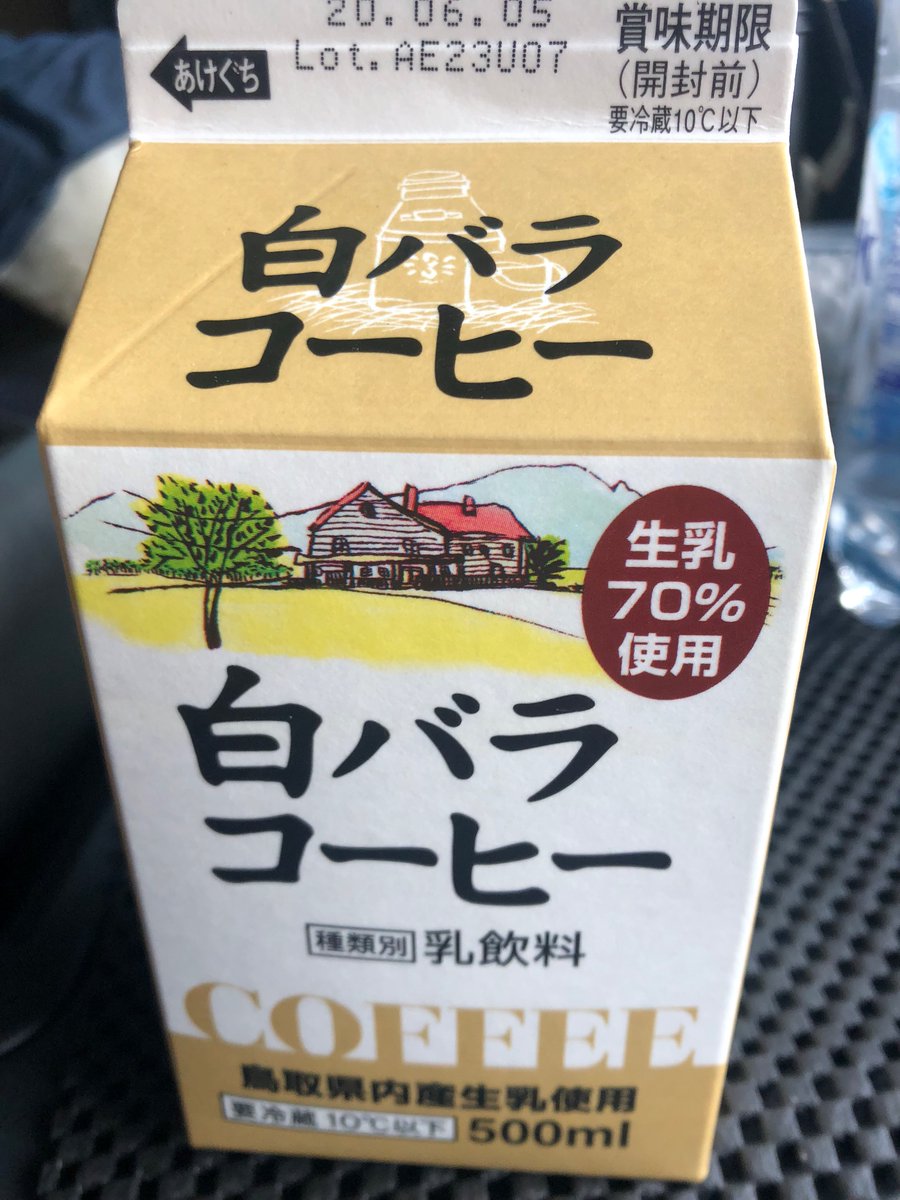 20.06.05
Lot.AE23U07
賞味期限
(開封前)
要冷蔵10℃以下
あけぐち
白バラ
コーヒー
生乳
70%
使用
白バラ
コーヒー
種類別 乳飲料
COFFEE
鳥取県内産生乳使用
要冷蔵 10℃以下 500ml